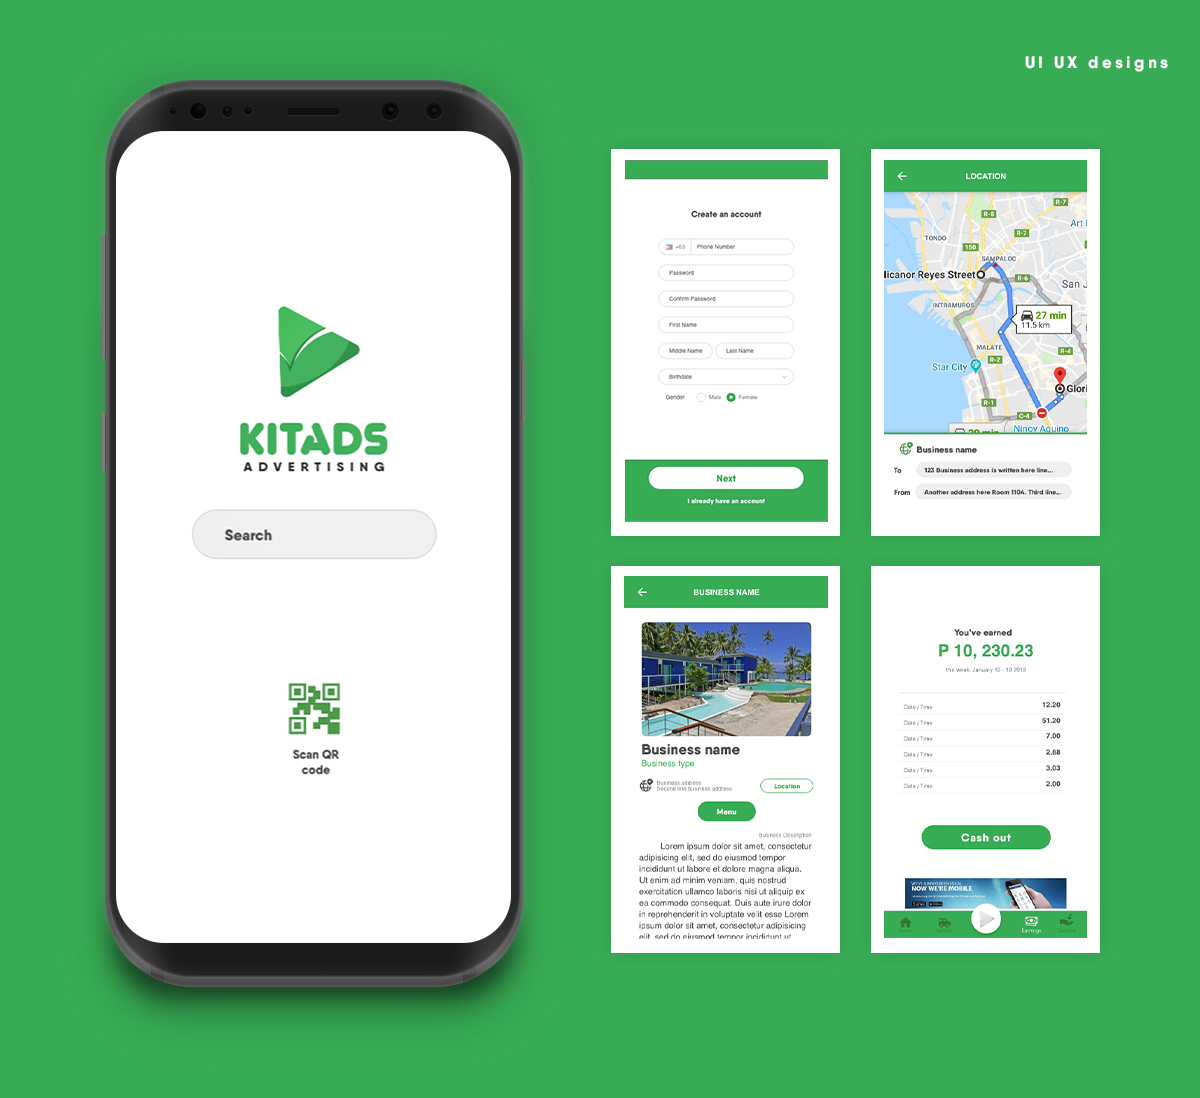 UI UX designs
KITADS
ADVERTISING
Search
Scan QR
code
Create an account
+63 Phone Number
Password
Confirm Password
First Name
Middle Name Last Name
Birthdate
Gender Male Female
Next
I already have an account
LOCATION
R-7
R-8
Art
R-7
TONDO
150
SAMPALOC
licanor Reyes Street
R-6
San J
INTRAMUROS
27 min
11.5 km
MALATE
R-4
R-2
Star City
Glori
R-1
C-4
Ninoy Aquino
Business name
To 123 Business address is written here line...
From Another address here Room 1104. Third line...
BUSINESS NAME
Business name
Business type
Business address
Second line business address
Location
Menu
Business Description
Lorem ipsum dolor sit amet, consectetur
adipisicing elit, sed do eiusmod tempor
incididunt ut labore et dolore magna aliqua.
Ut enim ad minim veniam, quis nostrud
exercitation ullamco laboris nisi ut aliquip ex
ea commodo consequat. Duis aute irure dolor
in reprehenderit in voluptate velit esse Lorem
ipsum dolor sit amet, consectetur adipisicing
elit, sed do eiusmod tempor incididunt ut
You've earned
P 10, 230.23
this week. January 12 -
Date / Time 12.20
Date / Time 51.20
Date / Time 7.00
Date / Time 2.88
Date / Time 3.03
Date / Time 2.00
Cash out
NOW WE'RE MOBILE
Home Earnings